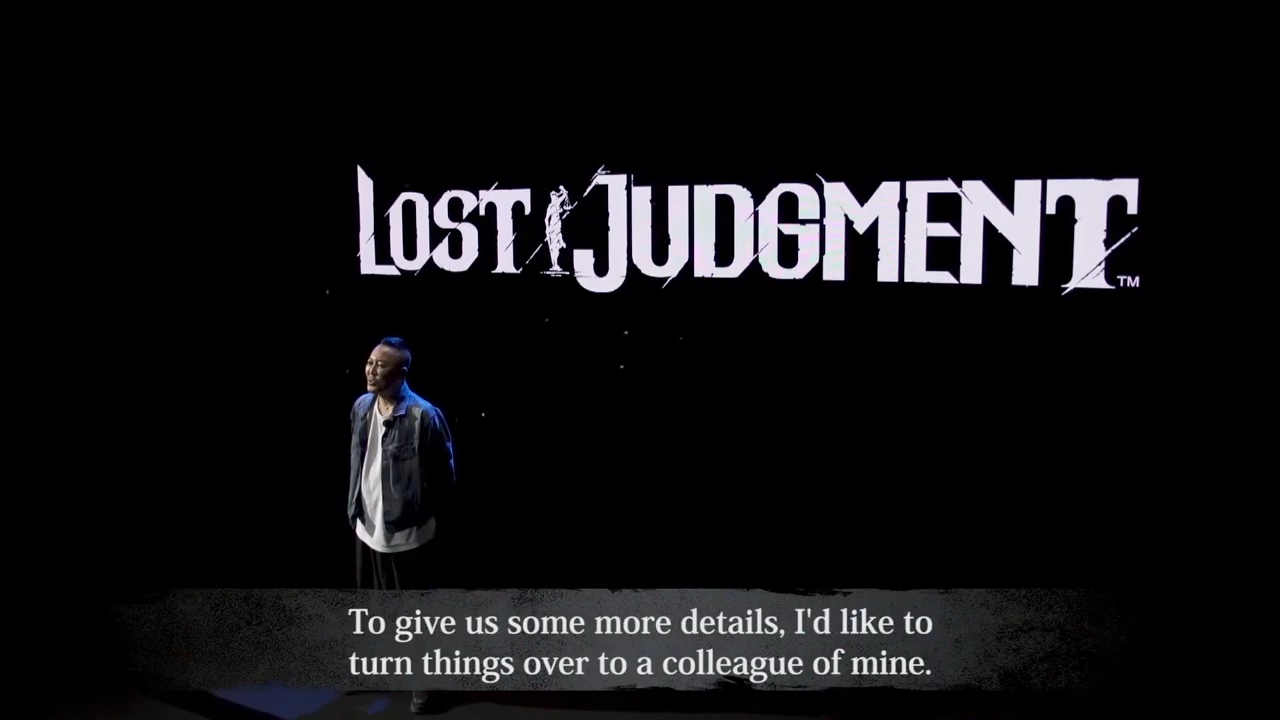 LOST JUDGMENT™
To give us some more details, I'd like to
turn things over to a colleague of mine.